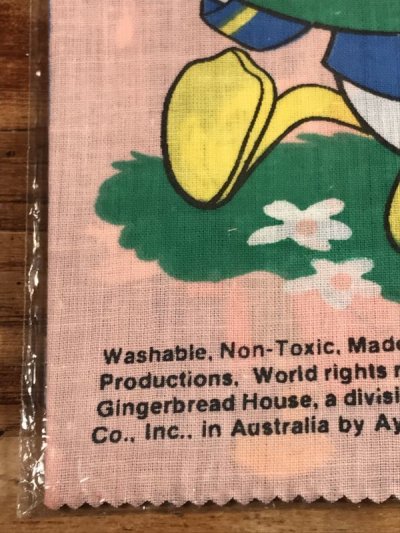 Washable, Non-Toxic, Made
Productions, World rights
Gingerbread House, a divisi
Co., Inc., in Australia by Ay